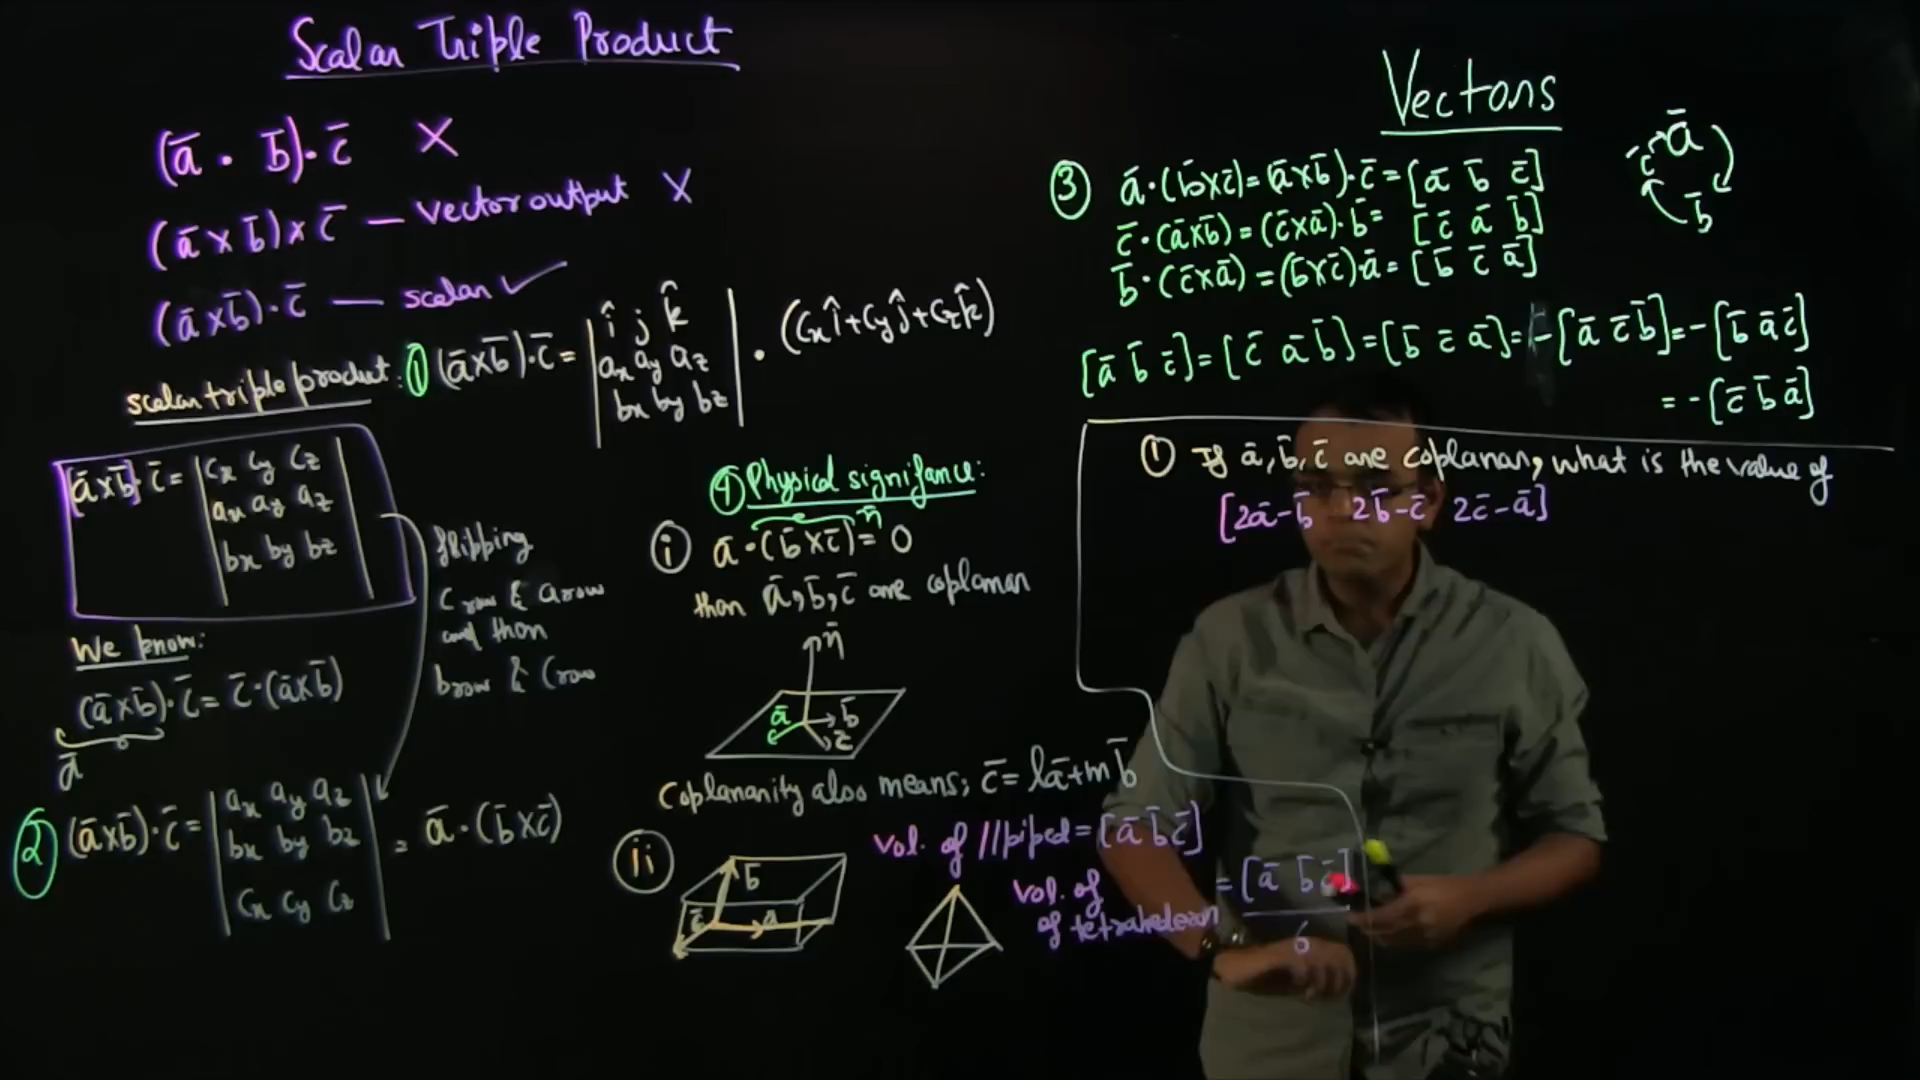 Scalar Triple Product
(ā · b̄)·c̄ X
(ā × b̄)×c̄ — Vector output X
(ā×b̄)·c̄ — scalar ✓
scalar triple product: ① (ā×b̄)·c̄ = | î ĵ k̂ | · (Cxî+Cyĵ+Czk̂)
ax ay az
bx by bz
(ā×b̄)·c̄ = | Cx Cy Cz |
ax ay az
bx by bz
flipping
C row & a row
and then
b row & C row
We know:
(ā×b̄)·c̄ = c̄·(ā×b̄)
d̄
② (ā×b̄)·c̄ = | ax ay az | = ā·(b̄×c̄)
bx by bz
Cx Cy Cz
④ Physical signifance:
n̄
ⓘ ā·(b̄×c̄) = 0
then ā, b̄, c̄ are coplanar
n̄
ā b̄
c̄
Coplanarity also means; c̄ = lā+mb̄
ii
b̄
c̄ a
Vol. of //piped = [ā b̄ c̄]
Vol. of
of tetrahedron = [ā b̄ c̄]
6
Vectors
③ ā·(b̄×c̄) = (ā×b̄)·c̄ = [ā b̄ c̄]
c̄·(ā×b̄) = (c̄×ā)·b̄ = [c̄ ā b̄]
b̄·(c̄×ā) = (b̄×c̄)·ā = [b̄ c̄ ā]
ā
c̄
b̄
[ā b̄ c̄] = [c̄ ā b̄] = [b̄ c̄ ā] = -[ā c̄ b̄] = -[b̄ ā c̄]
= -[c̄ b̄ ā]
① If ā, b̄, c̄ are coplanar, what is the value of
[2ā-b̄ 2b̄-c̄ 2c̄-ā]